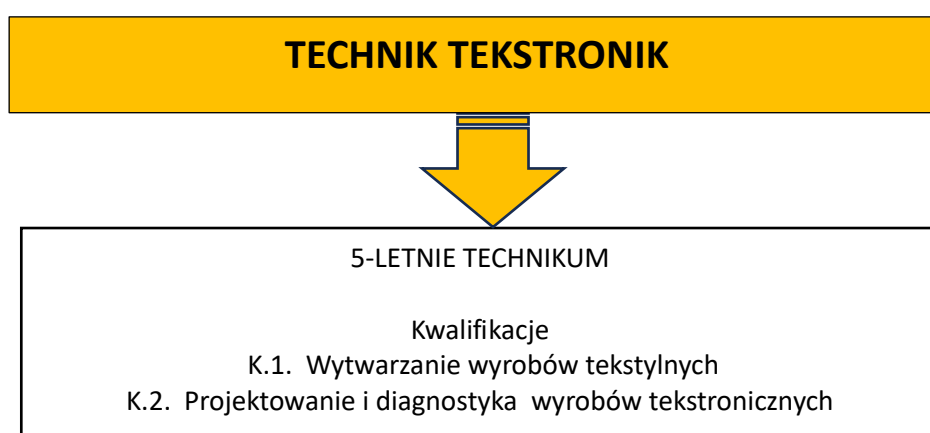 TECHNIK TEKSTRONIK
5-LETNIE TECHNIKUM
Kwalifikacje
K.1. Wytwarzanie wyrobów tekstylnych
K.2. Projektowanie i diagnostyka wyrobów tekstronicznych